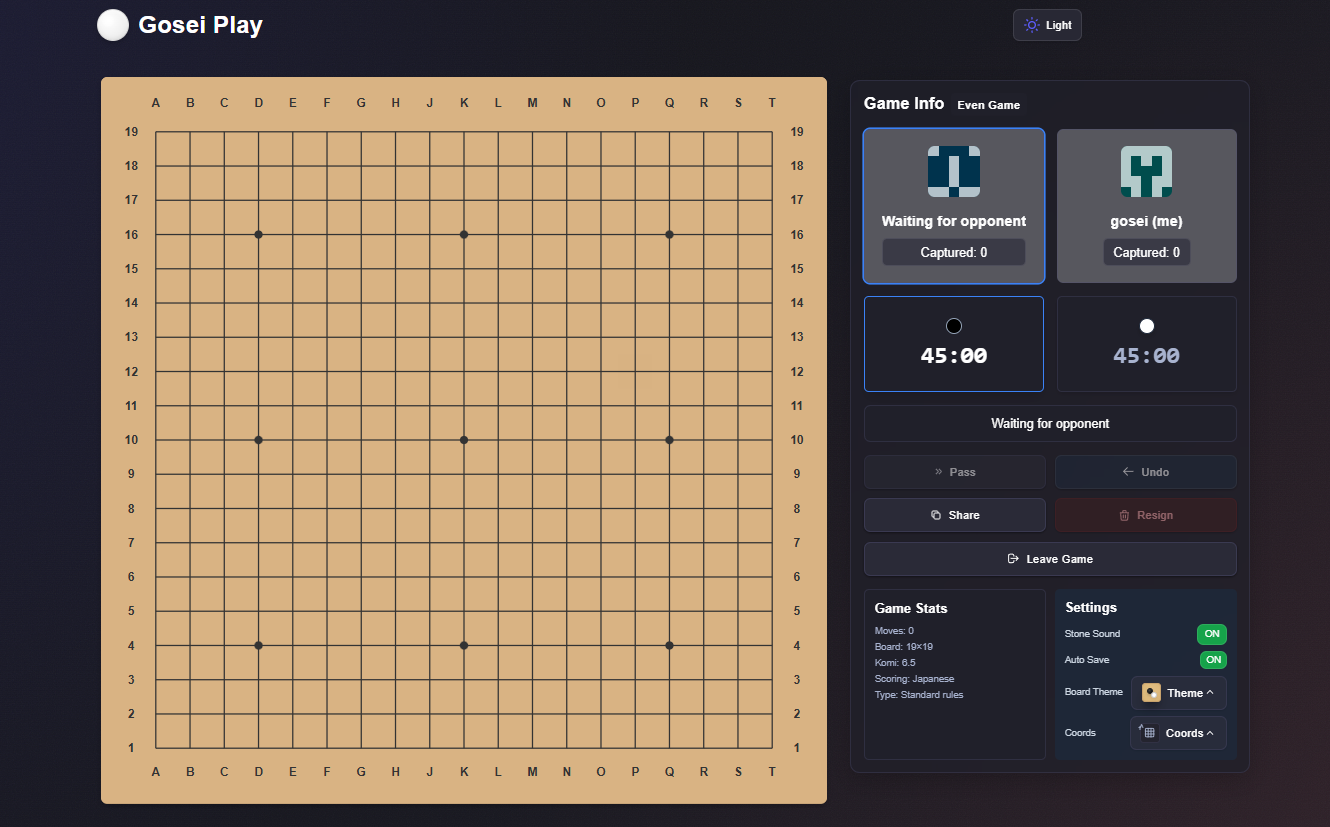 Gosei Play
Light
A B C D E F G H J K L M N O P Q R S T
19 19
18 18
17 17
16 16
15 15
14 14
13 13
12 12
11 11
10 10
9 9
8 8
7 7
6 6
5 5
4 4
3 3
2 2
1 1
A B C D E F G H J K L M N O P Q R S T
Game Info Even Game
Waiting for opponent
Captured: 0
gosei (me)
Captured: 0
45:00
45:00
Waiting for opponent
Pass
Undo
Share
Resign
Leave Game
Game Stats
Moves: 0
Board: 19×19
Komi: 6.5
Scoring: Japanese
Type: Standard rules
Settings
Stone Sound ON
Auto Save ON
Board Theme Theme
Coords Coords